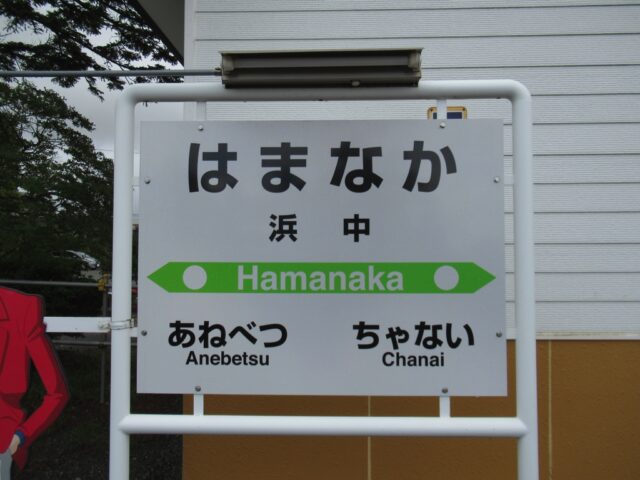 はまなか
浜中
Hamanaka
あねべつ ちゃない
Anebetsu Chanai